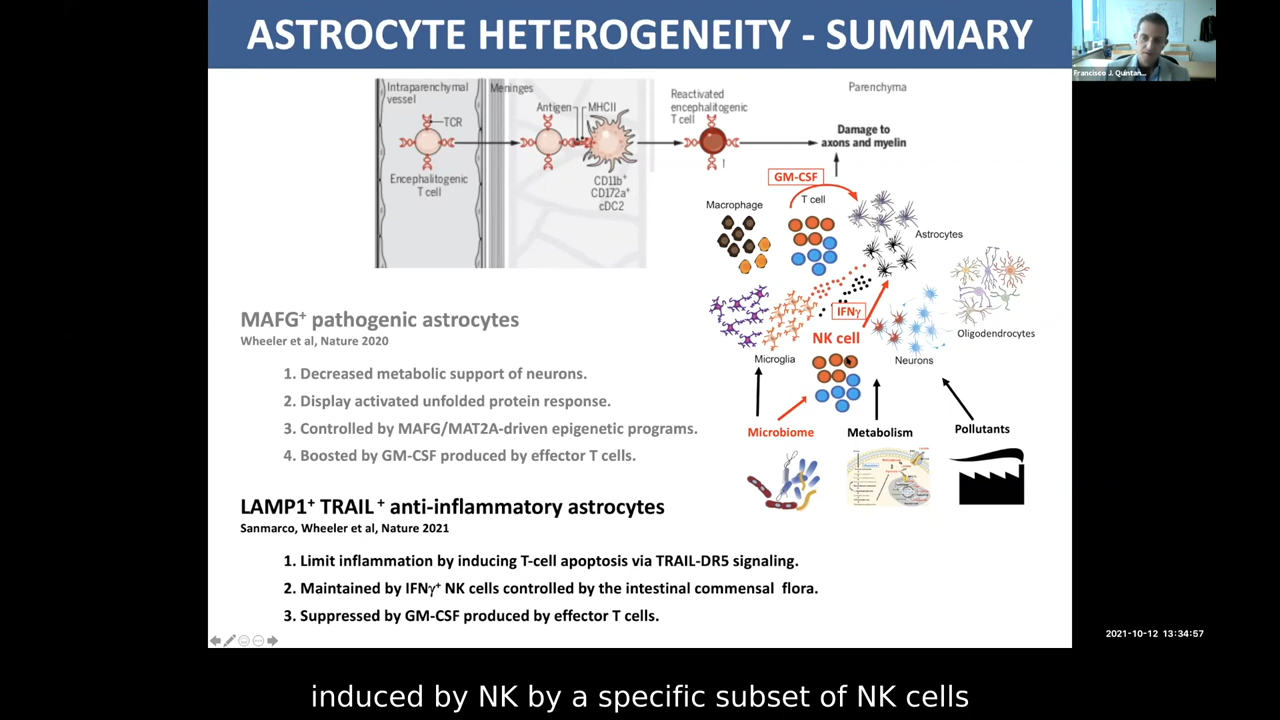 ASTROCYTE HETEROGENEITY - SUMMARY
Francisco J. Quintan...
Intraparenchymal
vessel
Meninges
TCR
Encephalitogenic
T cell
Antigen
MHCII
CD11b+
CD172a+
cDC2
Reactivated
encephalitogenic
T cell
Parenchyma
Damage to
axons and myelin
GM-CSF
Macrophage
T cell
Astrocytes
IFNγ
NK cell
Oligodendrocytes
Microglia
Neurons
Microbiome
Metabolism
Pollutants
MAFG+ pathogenic astrocytes
Wheeler et al, Nature 2020
1. Decreased metabolic support of neurons.
2. Display activated unfolded protein response.
3. Controlled by MAFG/MAT2A-driven epigenetic programs.
4. Boosted by GM-CSF produced by effector T cells.
LAMP1+ TRAIL + anti-inflammatory astrocytes
Sanmarco, Wheeler et al, Nature 2021
1. Limit inflammation by inducing T-cell apoptosis via TRAIL-DR5 signaling.
2. Maintained by IFNγ+ NK cells controlled by the intestinal commensal flora.
3. Suppressed by GM-CSF produced by effector T cells.
2021-10-12 13:34:57
induced by NK by a specific subset of NK cells